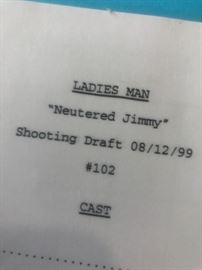 LADIES MAN
"Neutered Jimmy"
Shooting Draft 08/12/99
#102
CAST